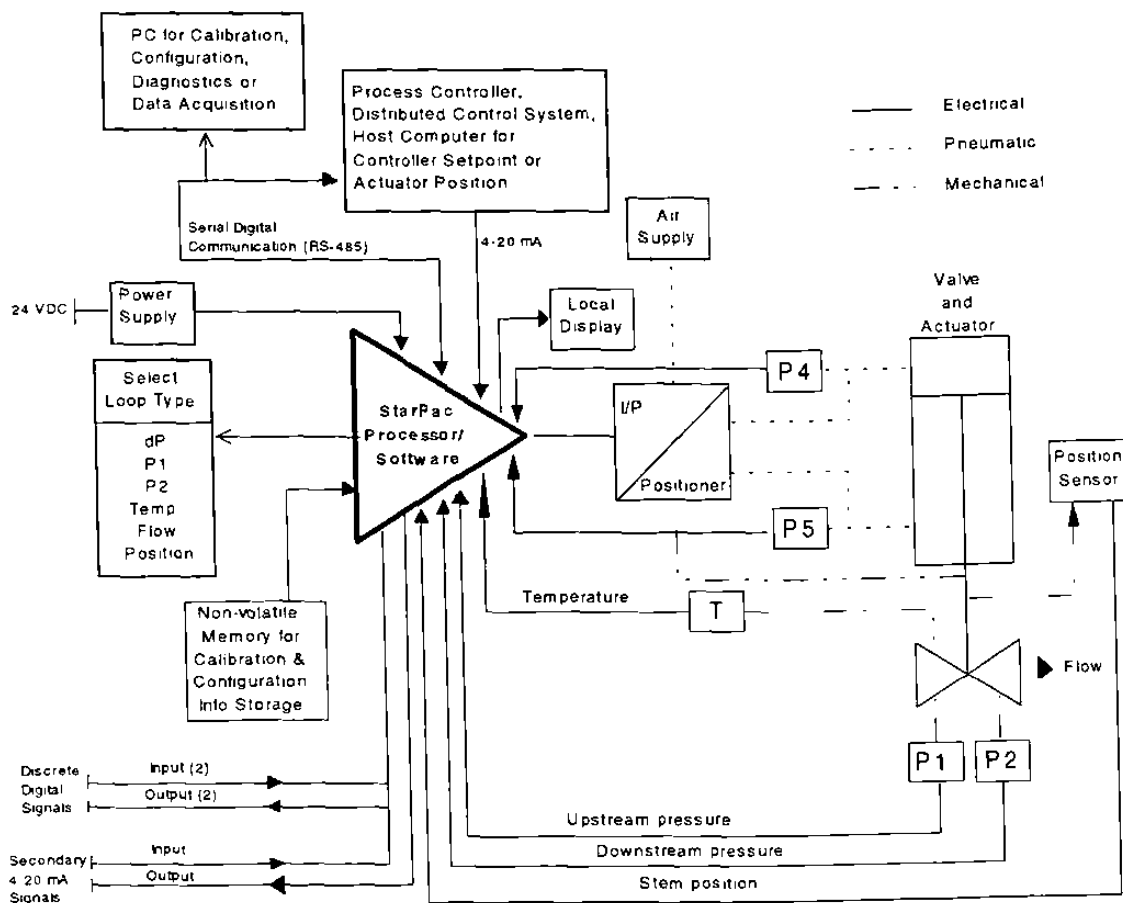 PC for Calibration,
Configuration,
Diagnostics or
Data Acquisition
Process Controller,
Distributed Control System,
Host Computer for
Controller Setpoint or
Actuator Position
Electrical
Pneumatic
Mechanical
Serial Digital
Communication (RS-485)
4-20 mA
Air
Supply
24 VDC
Power
Supply
Local
Display
Valve
and
Actuator
Select
Loop Type
dP
P1
P2
Temp
Flow
Position
StarPac
Processor/
Software
P4
I/P
Positioner
P5
Position
Sensor
Temperature
T
Non-volatile
Memory for
Calibration &
Configuration
Info Storage
Flow
P1
P2
Discrete
Digital
Signals
Input (2)
Output (2)
Upstream pressure
Downstream pressure
Stem position
Secondary
4 20 mA
Signals
Input
Output